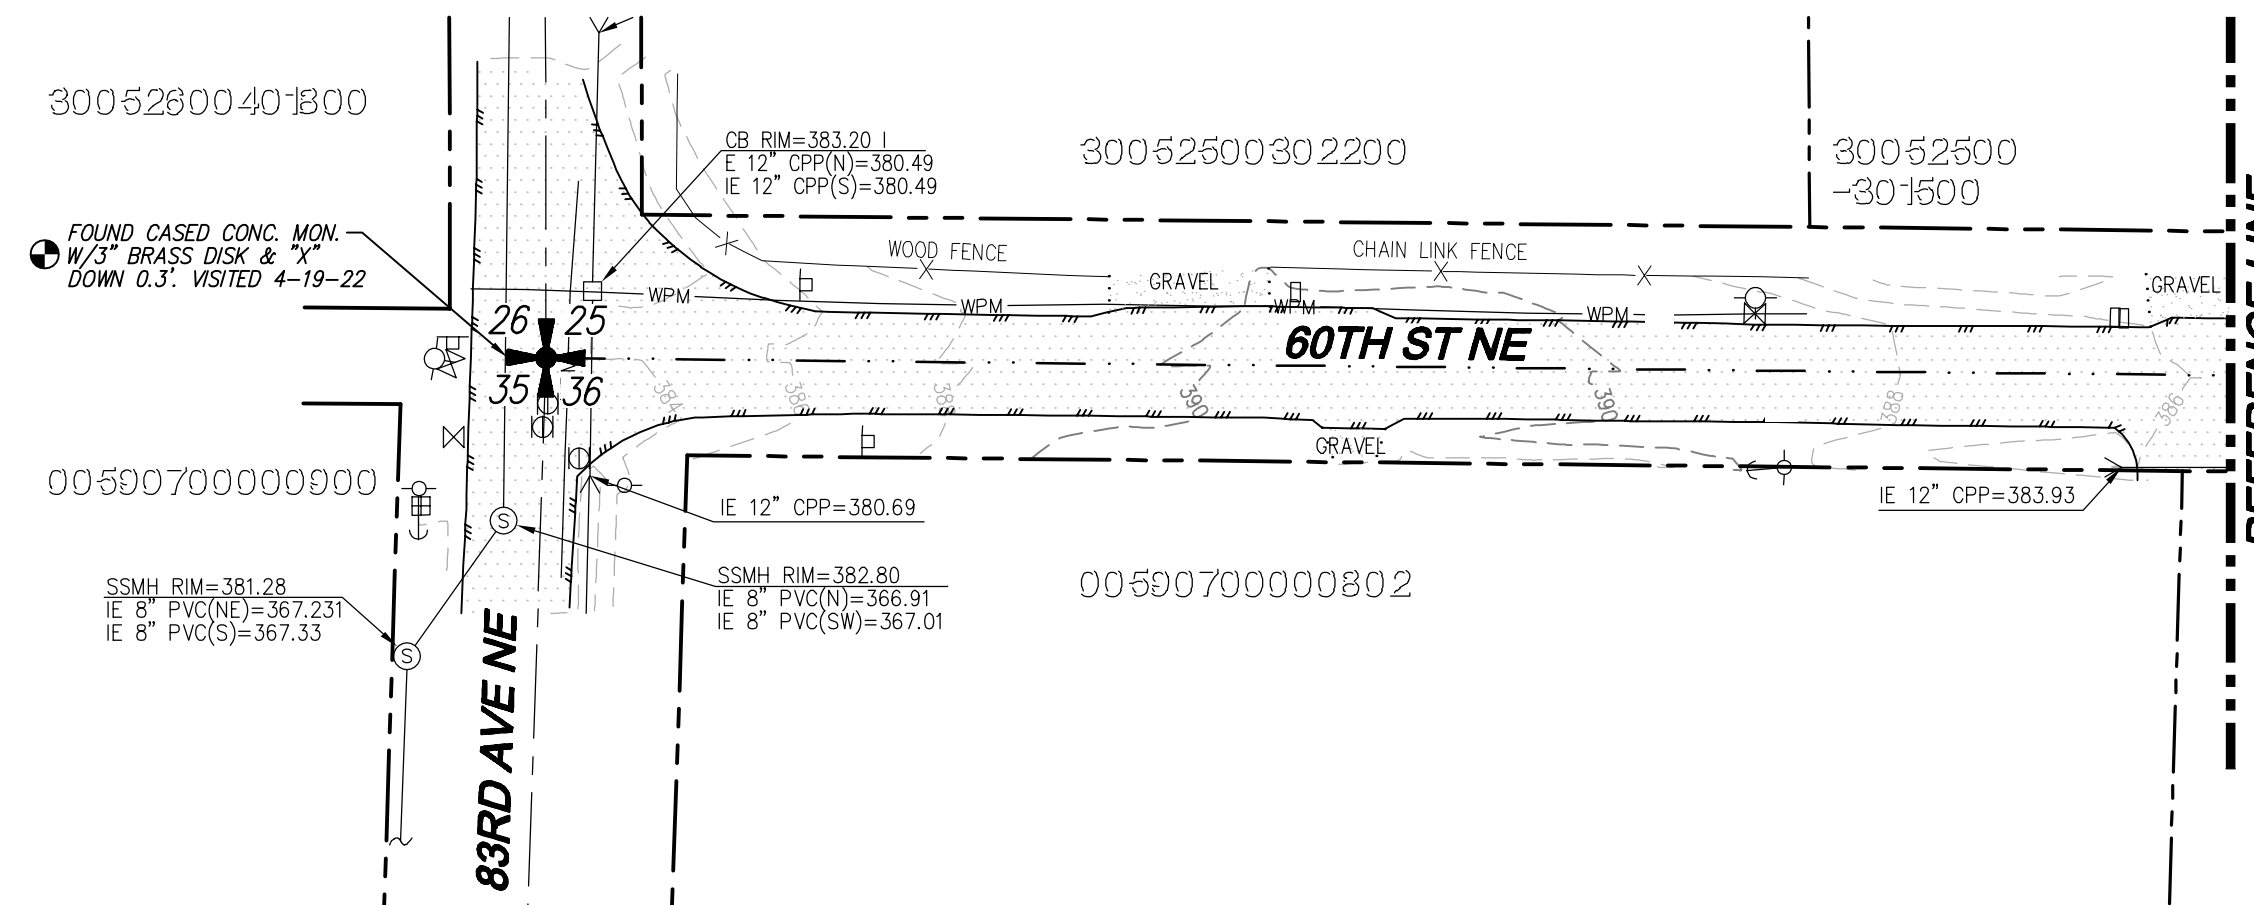 30052600401800
30052500302200
30052500
-301500
CB RIM=383.20 I
E 12" CPP(N)=380.49
IE 12" CPP(S)=380.49
FOUND CASED CONC. MON.
W/3" BRASS DISK & "X"
DOWN 0.3'. VISITED 4-19-22
WOOD FENCE
CHAIN LINK FENCE
GRAVEL
GRAVEL
WPM
WPM
WPM
WPM
26 25
35 36
60TH ST NE
384
386
390
390
388
386
GRAVEL
00590700000900
IE 12" CPP=380.69
IE 12" CPP=383.93
SSMH RIM=382.80
IE 8" PVC(N)=366.91
IE 8" PVC(SW)=367.01
00590700000802
SSMH RIM=381.28
IE 8" PVC(NE)=367.231
IE 8" PVC(S)=367.33
S
S
83RD AVE NE
REFERENCE LINE